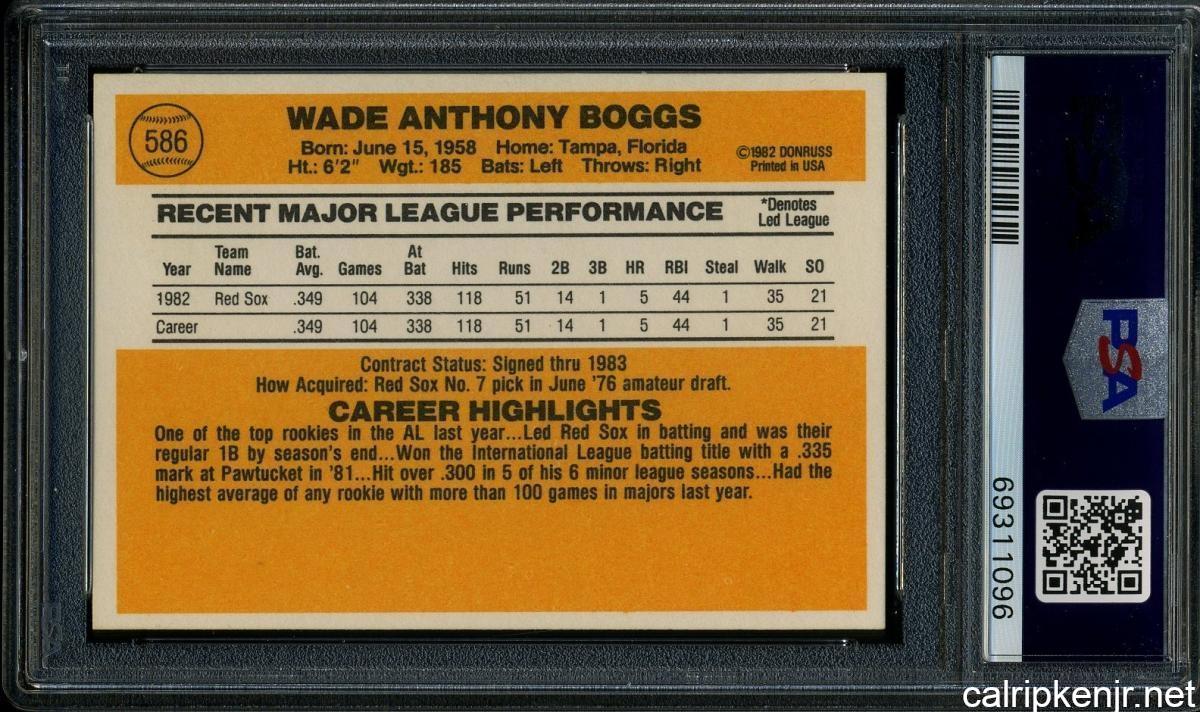 586
WADE ANTHONY BOGGS
Born: June 15, 1958 Home: Tampa, Florida
Ht.: 6'2" Wgt.: 185 Bats: Left Throws: Right
©1982 DONRUSS
Printed in USA
RECENT MAJOR LEAGUE PERFORMANCE
*Denotes
Led League
Year Team Name Bat. Avg. Games At Bat Hits Runs 2B 3B HR RBI Steal Walk SO
1982 Red Sox .349 104 338 118 51 14 1 5 44 1 35 21
Career .349 104 338 118 51 14 1 5 44 1 35 21
Contract Status: Signed thru 1983
How Acquired: Red Sox No. 7 pick in June '76 amateur draft.
CAREER HIGHLIGHTS
One of the top rookies in the AL last year...Led Red Sox in batting and was their
regular 1B by season's end...Won the International League batting title with a .335
mark at Pawtucket in '81...Hit over .300 in 5 of his 6 minor league seasons...Had the
highest average of any rookie with more than 100 games in majors last year.
PSA
PSA
69311096
calripkenjr.net